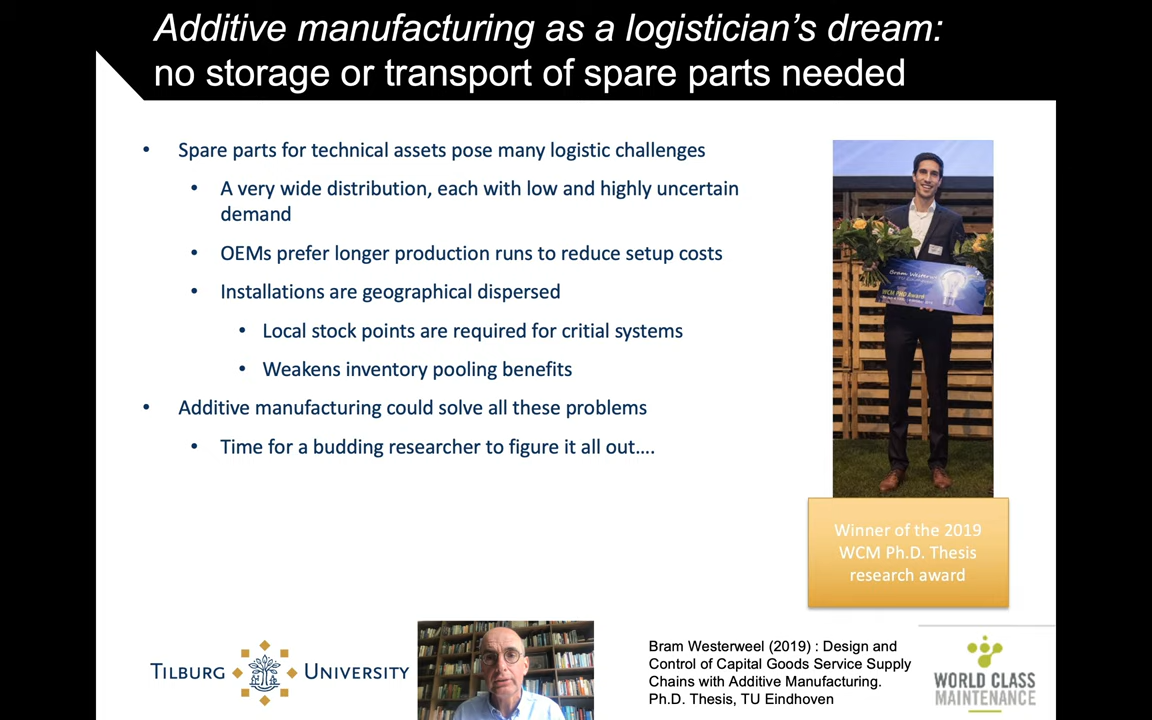 Additive manufacturing as a logistician's dream:
no storage or transport of spare parts needed
• Spare parts for technical assets pose many logistic challenges
• A very wide distribution, each with low and highly uncertain
demand
• OEMs prefer longer production runs to reduce setup costs
• Installations are geographical dispersed
• Local stock points are required for critial systems
• Weakens inventory pooling benefits
• Additive manufacturing could solve all these problems
• Time for a budding researcher to figure it all out….
Bram Westerweel
WCM PhD Award
Winner of the 2019
WCM Ph.D. Thesis
research award
TILBURG UNIVERSITY
Bram Westerweel (2019) : Design and
Control of Capital Goods Service Supply
Chains with Additive Manufacturing.
Ph.D. Thesis, TU Eindhoven
WORLD CLASS
MAINTENANCE